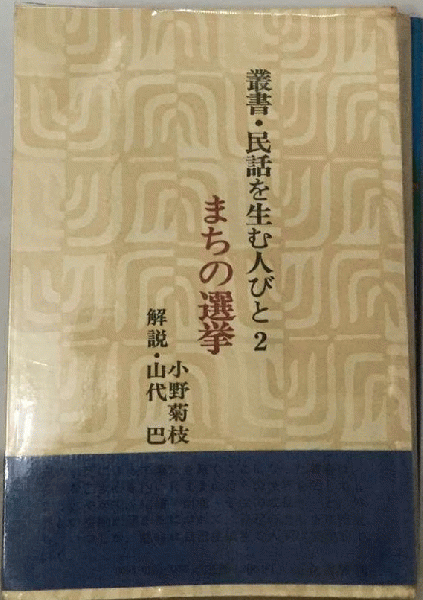 叢書・民話を生む人びと2
まちの選挙
小野菊枝
解説・山代 巴